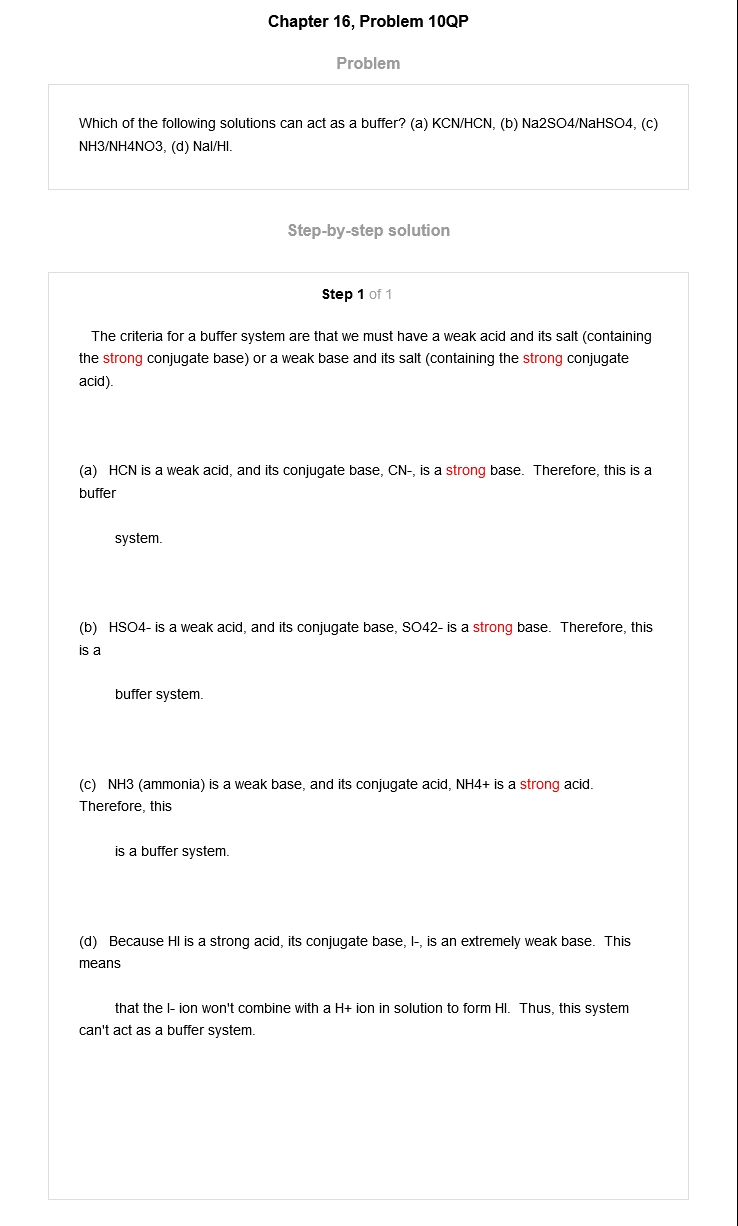 Chapter 16, Problem 10QP
Problem
Which of the following solutions can act as a buffer? (a) KCN/HCN, (b) Na2SO4/NaHSO4, (c)
NH3/NH4NO3, (d) NaI/HI.
Step-by-step solution
Step 1 of 1
The criteria for a buffer system are that we must have a weak acid and its salt (containing
the strong conjugate base) or a weak base and its salt (containing the strong conjugate
acid).
(a) HCN is a weak acid, and its conjugate base, CN-, is a strong base. Therefore, this is a
buffer
system.
(b) HSO4- is a weak acid, and its conjugate base, SO42- is a strong base. Therefore, this
is a
buffer system.
(c) NH3 (ammonia) is a weak base, and its conjugate acid, NH4+ is a strong acid.
Therefore, this
is a buffer system.
(d) Because HI is a strong acid, its conjugate base, I-, is an extremely weak base. This
means
that the I- ion won't combine with a H+ ion in solution to form HI. Thus, this system
can't act as a buffer system.